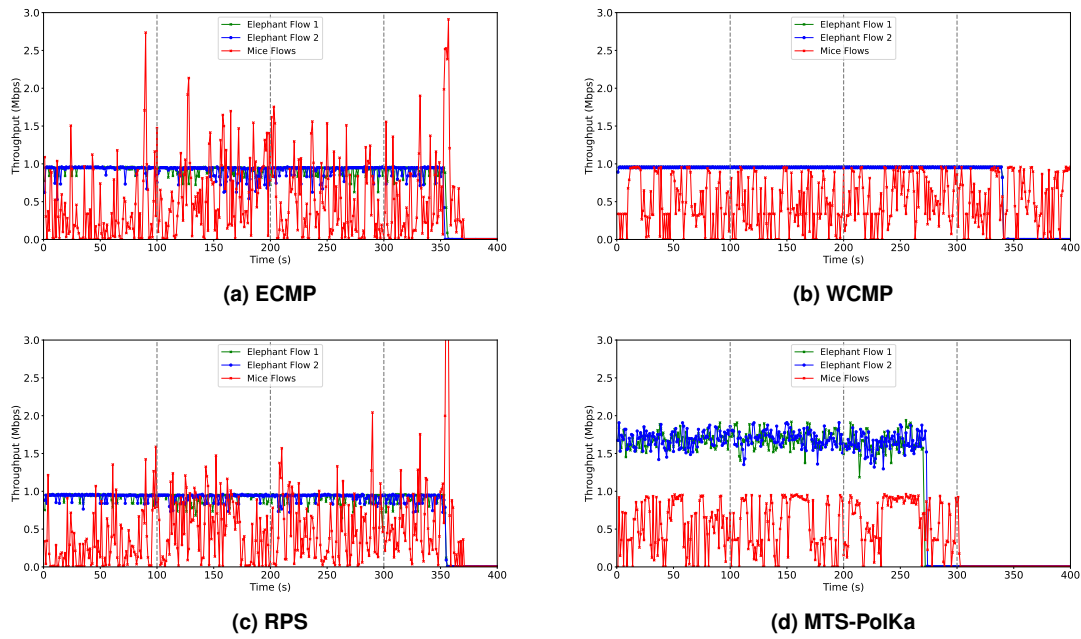 3.0
2.5
2.0
1.5
1.0
0.5
0.0
Throughput (Mbps)
Elephant Flow 1
Elephant Flow 2
Mice Flows
0 50 100 150 200 250 300 350 400
Time (s)
(a) ECMP
3.0
2.5
2.0
1.5
1.0
0.5
0.0
Throughput (Mbps)
Elephant Flow 1
Elephant Flow 2
Mice Flows
0 50 100 150 200 250 300 350 400
Time (s)
(b) WCMP
3.0
2.5
2.0
1.5
1.0
0.5
0.0
Throughput (Mbps)
Elephant Flow 1
Elephant Flow 2
Mice Flows
0 50 100 150 200 250 300 350 400
Time (s)
(c) RPS
3.0
2.5
2.0
1.5
1.0
0.5
0.0
Throughput (Mbps)
Elephant Flow 1
Elephant Flow 2
Mice Flows
0 50 100 150 200 250 300 350 400
Time (s)
(d) MTS-PolKa